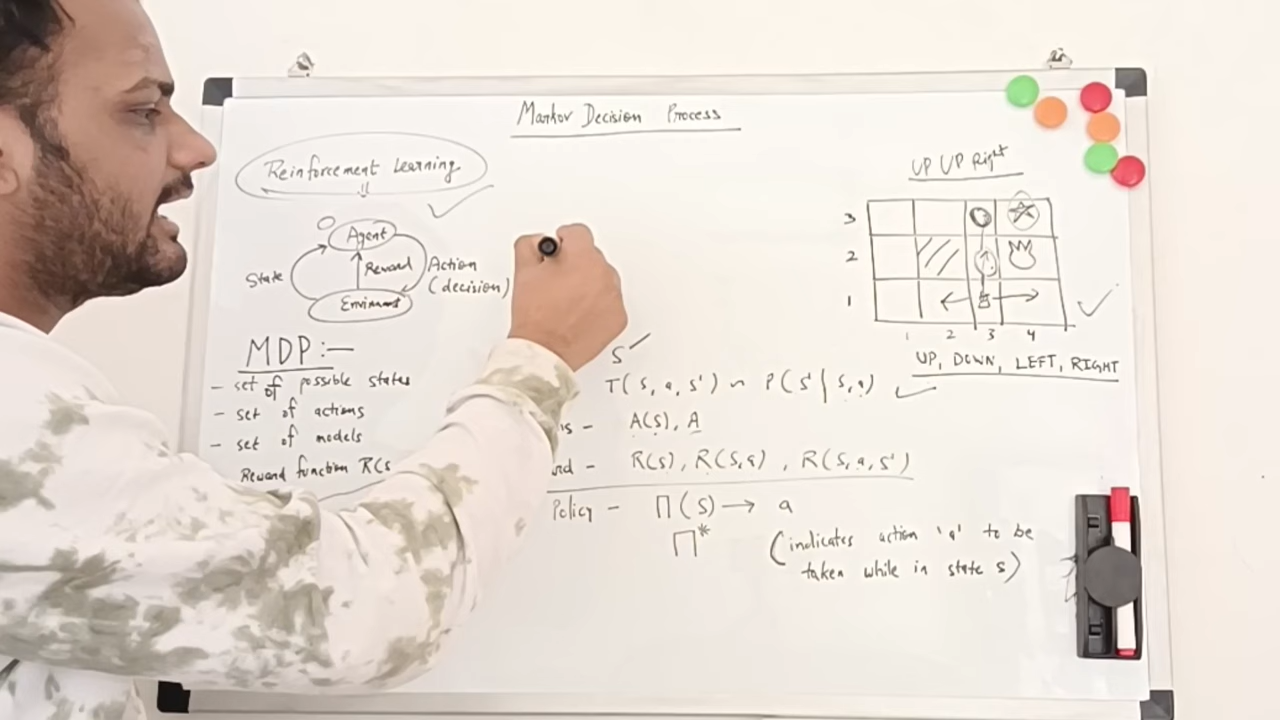 Markov Decision Process
Reinforcement Learning
Agent
State
Reward
Action
(decision)
MDP:-
- set of possible states
- set of actions
- set of models
Reward function R(s
S
T(s, a, s') ~ P(s' | s, a)
A(s), A
R(s), R(s,a), R(s,a,s')
Policy - Π(s) → a
Π*
(indicates action 'a' to be
taken while in state s)
UP UP Right
3
2
1
1 2 3 4
UP, DOWN, LEFT, RIGHT